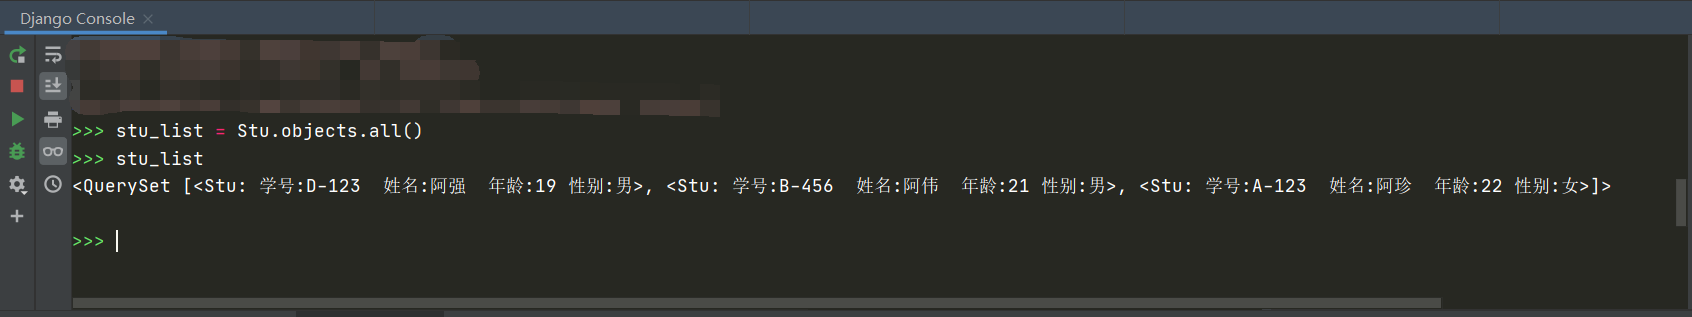 Django Console
>>> stu_list = Stu.objects.all()
>>> stu_list
<QuerySet [<Stu: 学号:D-123  姓名:阿强  年龄:19 性别:男>, <Stu: 学号:B-456  姓名:阿伟  年龄:21 性别:男>, <Stu: 学号:A-123  姓名:阿珍  年龄:22 性别:女>]>
>>>